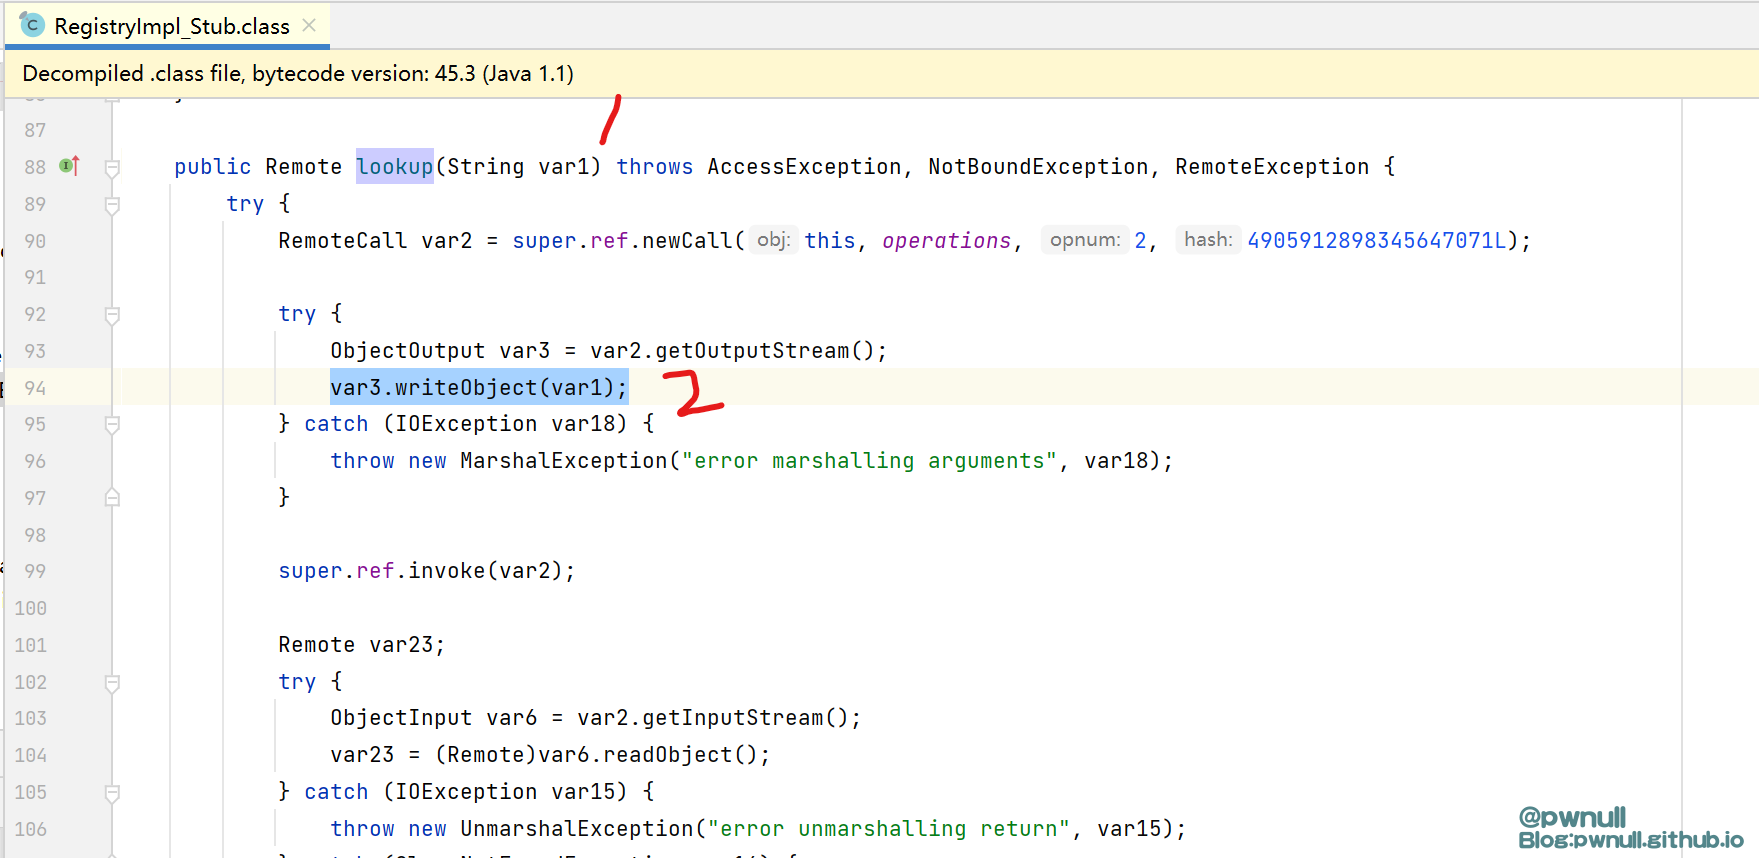 RegistryImpl_Stub.class
Decompiled .class file, bytecode version: 45.3 (Java 1.1)
87
1
88 public Remote lookup(String var1) throws AccessException, NotBoundException, RemoteException {
89 try {
90 RemoteCall var2 = super.ref.newCall( obj: this, operations, opnum: 2, hash: 4905912898345647071L);
91
92 try {
93 ObjectOutput var3 = var2.getOutputStream();
94 var3.writeObject(var1); 2
95 } catch (IOException var18) {
96 throw new MarshalException("error marshalling arguments", var18);
97 }
98
99 super.ref.invoke(var2);
100
101 Remote var23;
102 try {
103 ObjectInput var6 = var2.getInputStream();
104 var23 = (Remote)var6.readObject();
105 } catch (IOException var15) {
106 throw new UnmarshalException("error unmarshalling return", var15);
@pwnull
Blog:pwnull.github.io